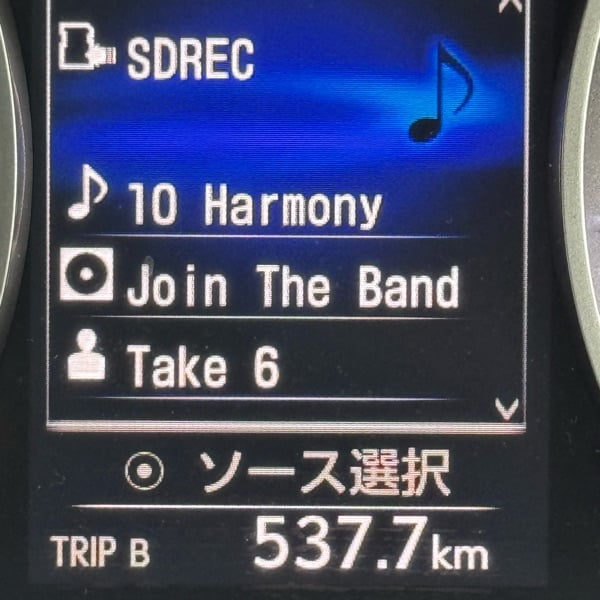 SDREC
10 Harmony
Join The Band
Take 6
ソース選択
TRIP B 537.7km